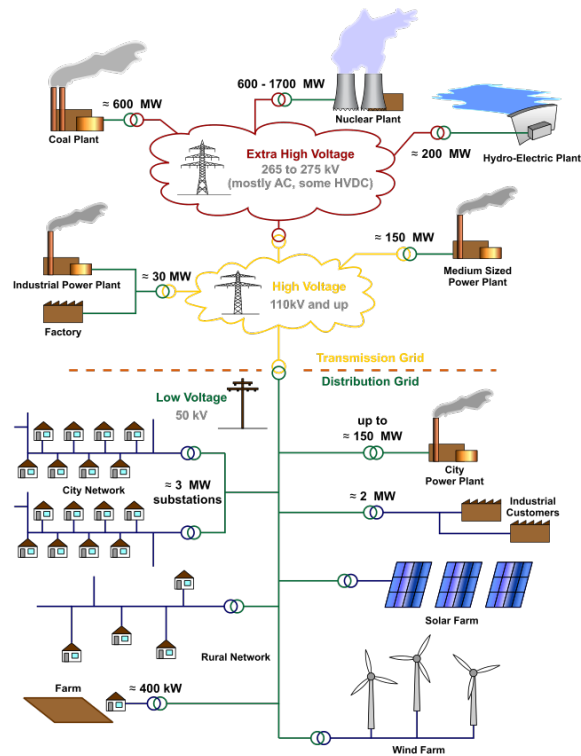 600 - 1700 MW
≈ 600 MW
Nuclear Plant
Coal Plant
Extra High Voltage
265 to 275 kV
(mostly AC, some HVDC)
≈ 200 MW
Hydro-Electric Plant
≈ 150 MW
≈ 30 MW
Industrial Power Plant
High Voltage
110kV and up
Medium Sized
Power Plant
Factory
Transmission Grid
Distribution Grid
Low Voltage
50 kV
up to
≈ 150 MW
City
Power Plant
City Network
≈ 3 MW
substations
≈ 2 MW
Industrial
Customers
Solar Farm
Rural Network
Farm
≈ 400 kW
Wind Farm